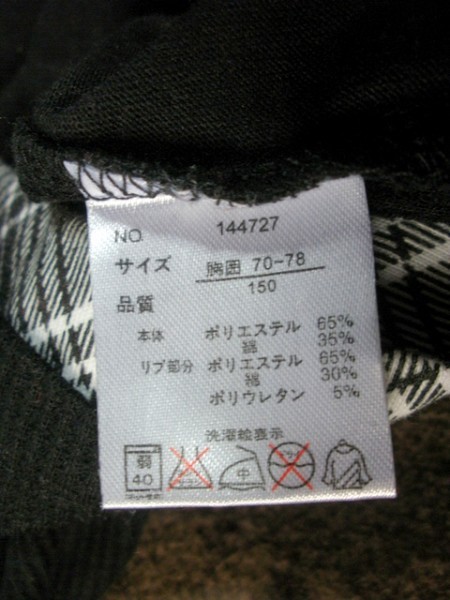 NO. 144727
サイズ 胸囲 70-78
150
品質
本体 ポリエステル 65%
綿 35%
リブ部分 ポリエステル 65%
綿 30%
ポリウレタン 5%
洗濯絵表示
弱
40
中